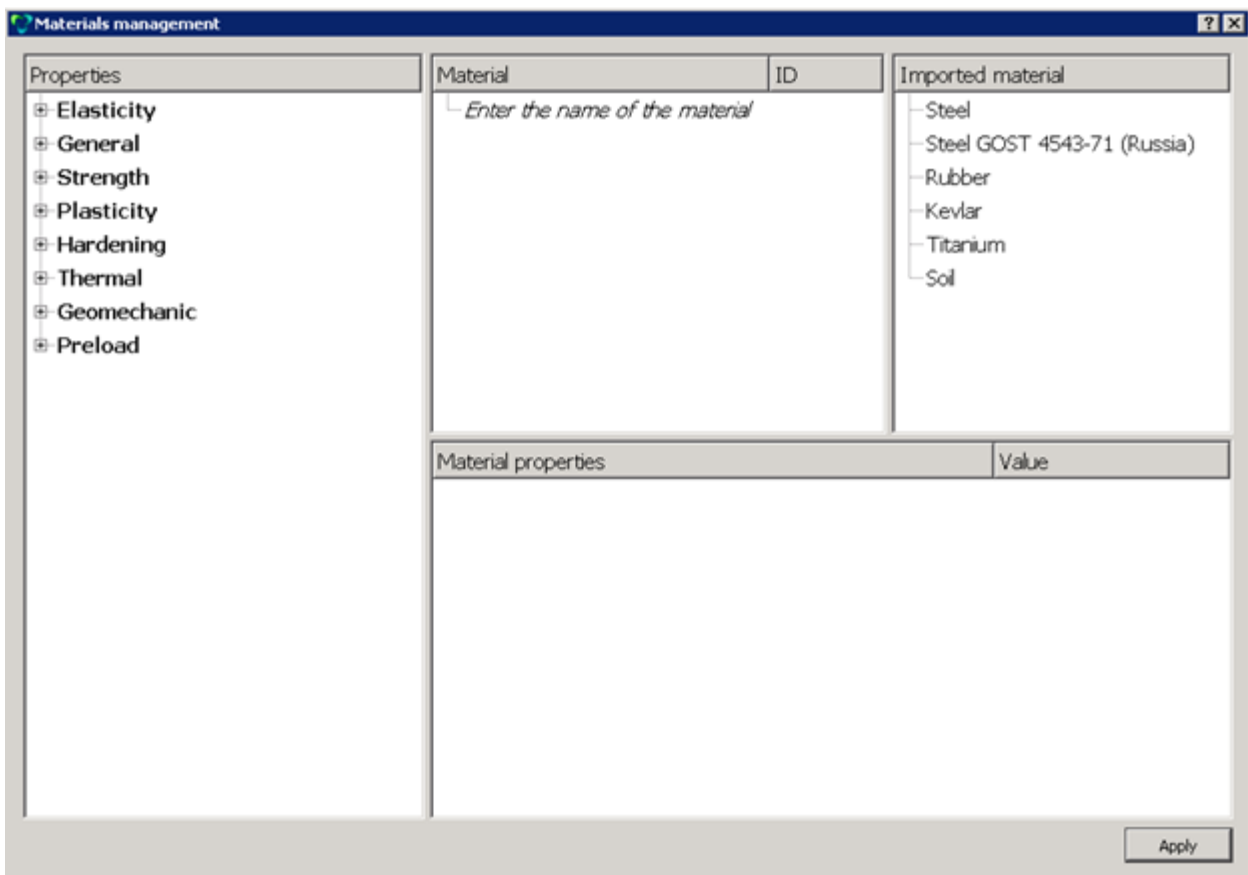 Materials management
Properties
Elasticity
General
Strength
Plasticity
Hardening
Thermal
Geomechanic
Preload
Material ID
Enter the name of the material
Imported material
Steel
Steel GOST 4543-71 (Russia)
Rubber
Kevlar
Titanium
Soil
Material properties Value
Apply